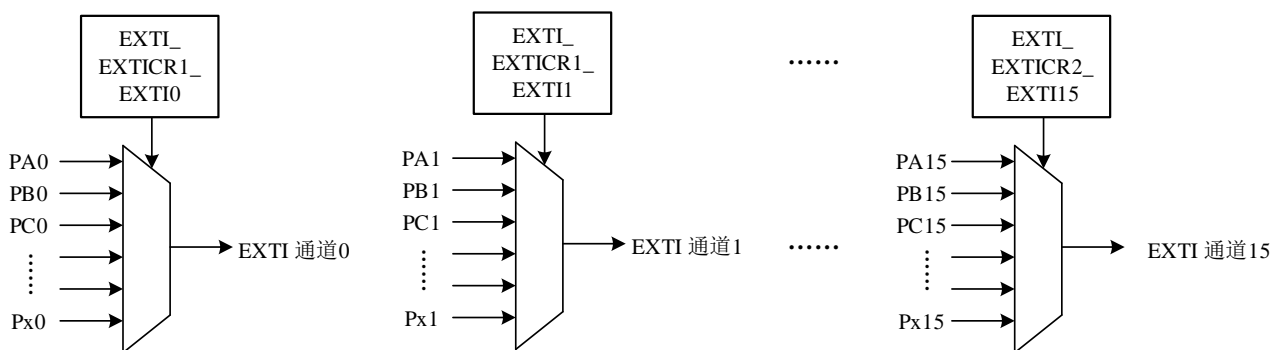 EXTI_
EXTICR1_
EXTI0
PA0
PB0
PC0
Px0
EXTI 通道0
EXTI_
EXTICR1_
EXTI1
PA1
PB1
PC1
Px1
EXTI 通道1
……
……
EXTI_
EXTICR2_
EXTI15
PA15
PB15
PC15
Px15
EXTI 通道15